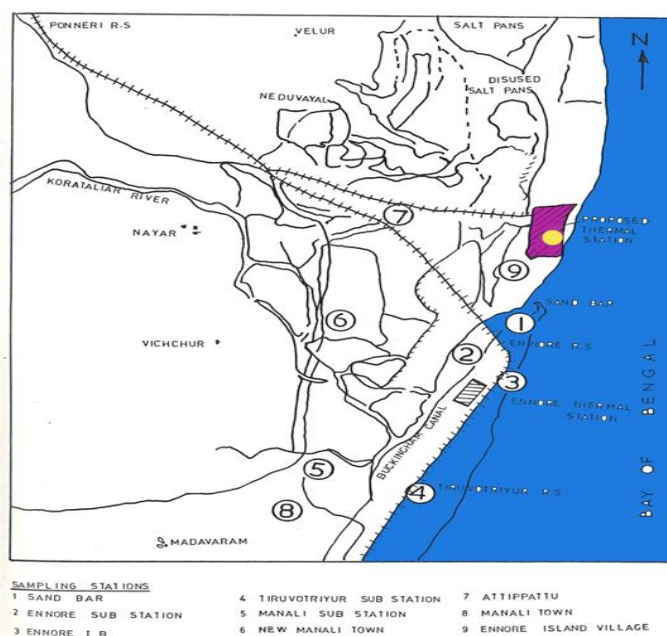 PONNERI R·S
VELUR
SALT PANS
N
DISUSED
SALT PANS
NEDUVAYAL
KORATALIAR RIVER
NAYAR
7
PROPOSED
THERMAL
STATION
9
SAND BAR
1
6
VICHCHUR
2
ENNORE R.S
3
ENNORE THERMAL
STATION
BUCKINGHAM CANAL
BAY OF BENGAL
5
4
TIRUVOTRIYUR R S
8
MADAVARAM
SAMPLING STATIONS
1 SAND BAR
2 ENNORE SUB STATION
3 ENNORE I B
4 TIRUVOTRIYUR SUB STATION
5 MANALI SUB STATION
6 NEW MANALI TOWN
7 ATTIPPATTU
8 MANALI TOWN
9 ENNORE ISLAND VILLAGE